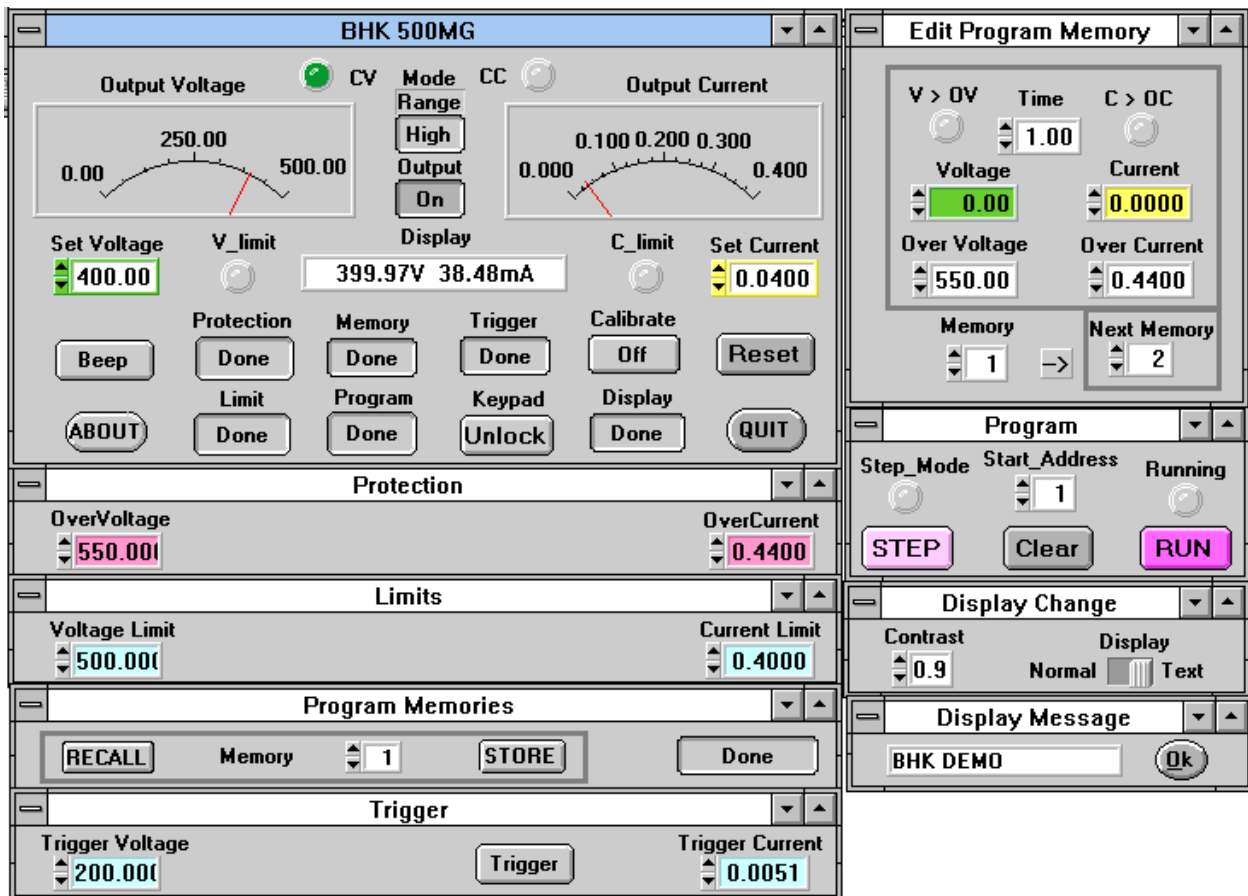 BHK 500MG
Output Voltage CV Mode CC Output Current
Range
High
0.00 250.00 500.00
Output
On
0.000 0.100 0.200 0.300 0.400
Set Voltage V_limit Display C_limit Set Current
400.00 399.97V 38.48mA 0.0400
Protection Memory Trigger Calibrate
Beep Done Done Done Off Reset
Limit Program Keypad Display
ABOUT Done Done Unlock Done QUIT
Protection
OverVoltage OverCurrent
550.00 0.4400
Limits
Voltage Limit Current Limit
500.00 0.4000
Program Memories
RECALL Memory 1 STORE Done
Trigger
Trigger Voltage Trigger Current
200.00 Trigger 0.0051
Edit Program Memory
V > OV Time C > OC
1.00
Voltage Current
0.00 0.0000
Over Voltage Over Current
550.00 0.4400
Memory Next Memory
1 –> 2
Program
Step_Mode Start_Address Running
1
STEP Clear RUN
Display Change
Contrast Display
0.9 Normal Text
Display Message
BHK DEMO Ok